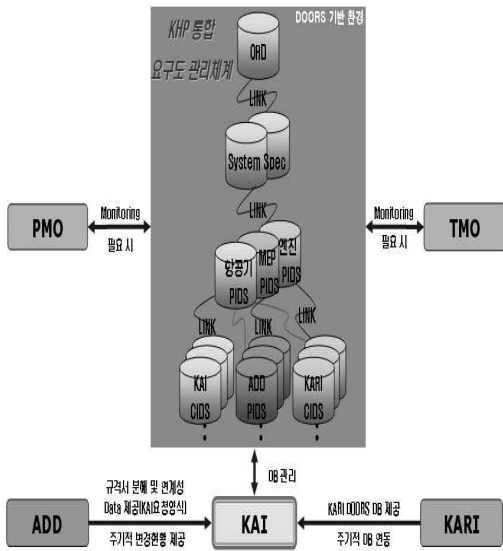 DOORS 기반 환경
KHP 통합
요구도 관리체계
ORD
LINK
System Spec
LINK
항공기
PIDS
MEP
PIDS
엔진
PIDS
LINK
LINK
LINK
KAI
CIDS
ADD
PIDS
KARI
CIDS
PMO
Monitoring
필요 시
Monitoring
필요 시
TMO
DB 관리
ADD
규격서 분해 및 연계성
Data 제공(KAI요청양식)
주기적 변경현황 제공
KAI
KARI DOORS DB 제공
주기적 DB 연동
KARI